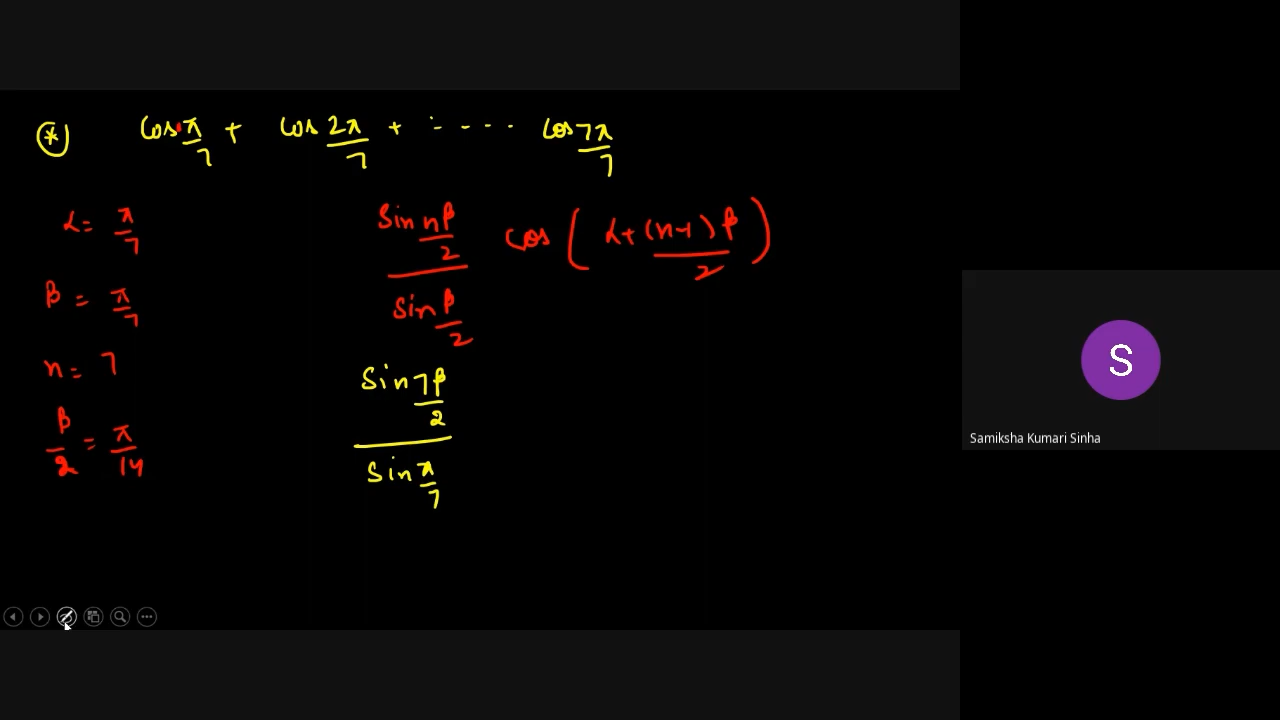 * cos π/7 + cos 2π/7 + ..... cos 7π/7
α = π/7
β = π/7
n = 7
β/2 = π/14
Sin nβ/2 / Sin β/2 cos ( α + (n-1) β/2 )
Sin 7β/2 / Sin π/7
S
Samiksha Kumari Sinha